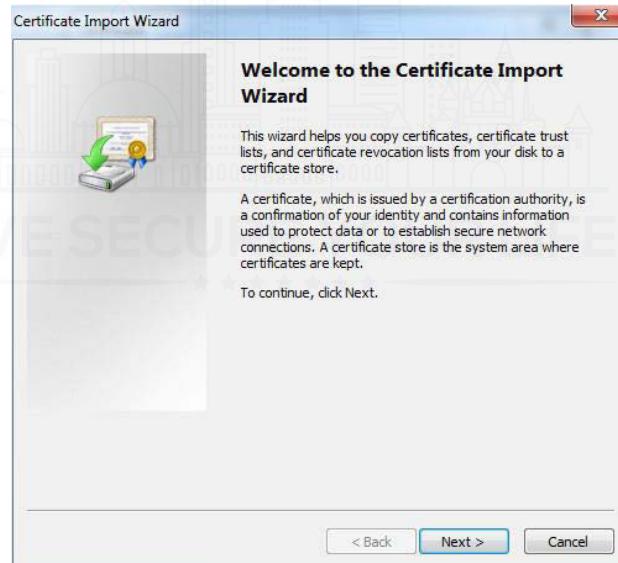 Certificate Import Wizard
Welcome to the Certificate Import
Wizard
This wizard helps you copy certificates, certificate trust
lists, and certificate revocation lists from your disk to a
certificate store.
A certificate, which is issued by a certification authority, is
a confirmation of your identity and contains information
used to protect data or to establish secure network
connections. A certificate store is the system area where
certificates are kept.
To continue, click Next.
< Back
Next >
Cancel